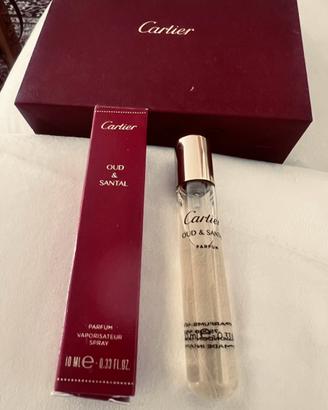 Cartier
Cartier
OUD
&
SANTAL
PARFUM
VAPORISATEUR
SPRAY
10 ML e - 0.33 FL.OZ.
Cartier
OUD & SANTAL
PARFUM